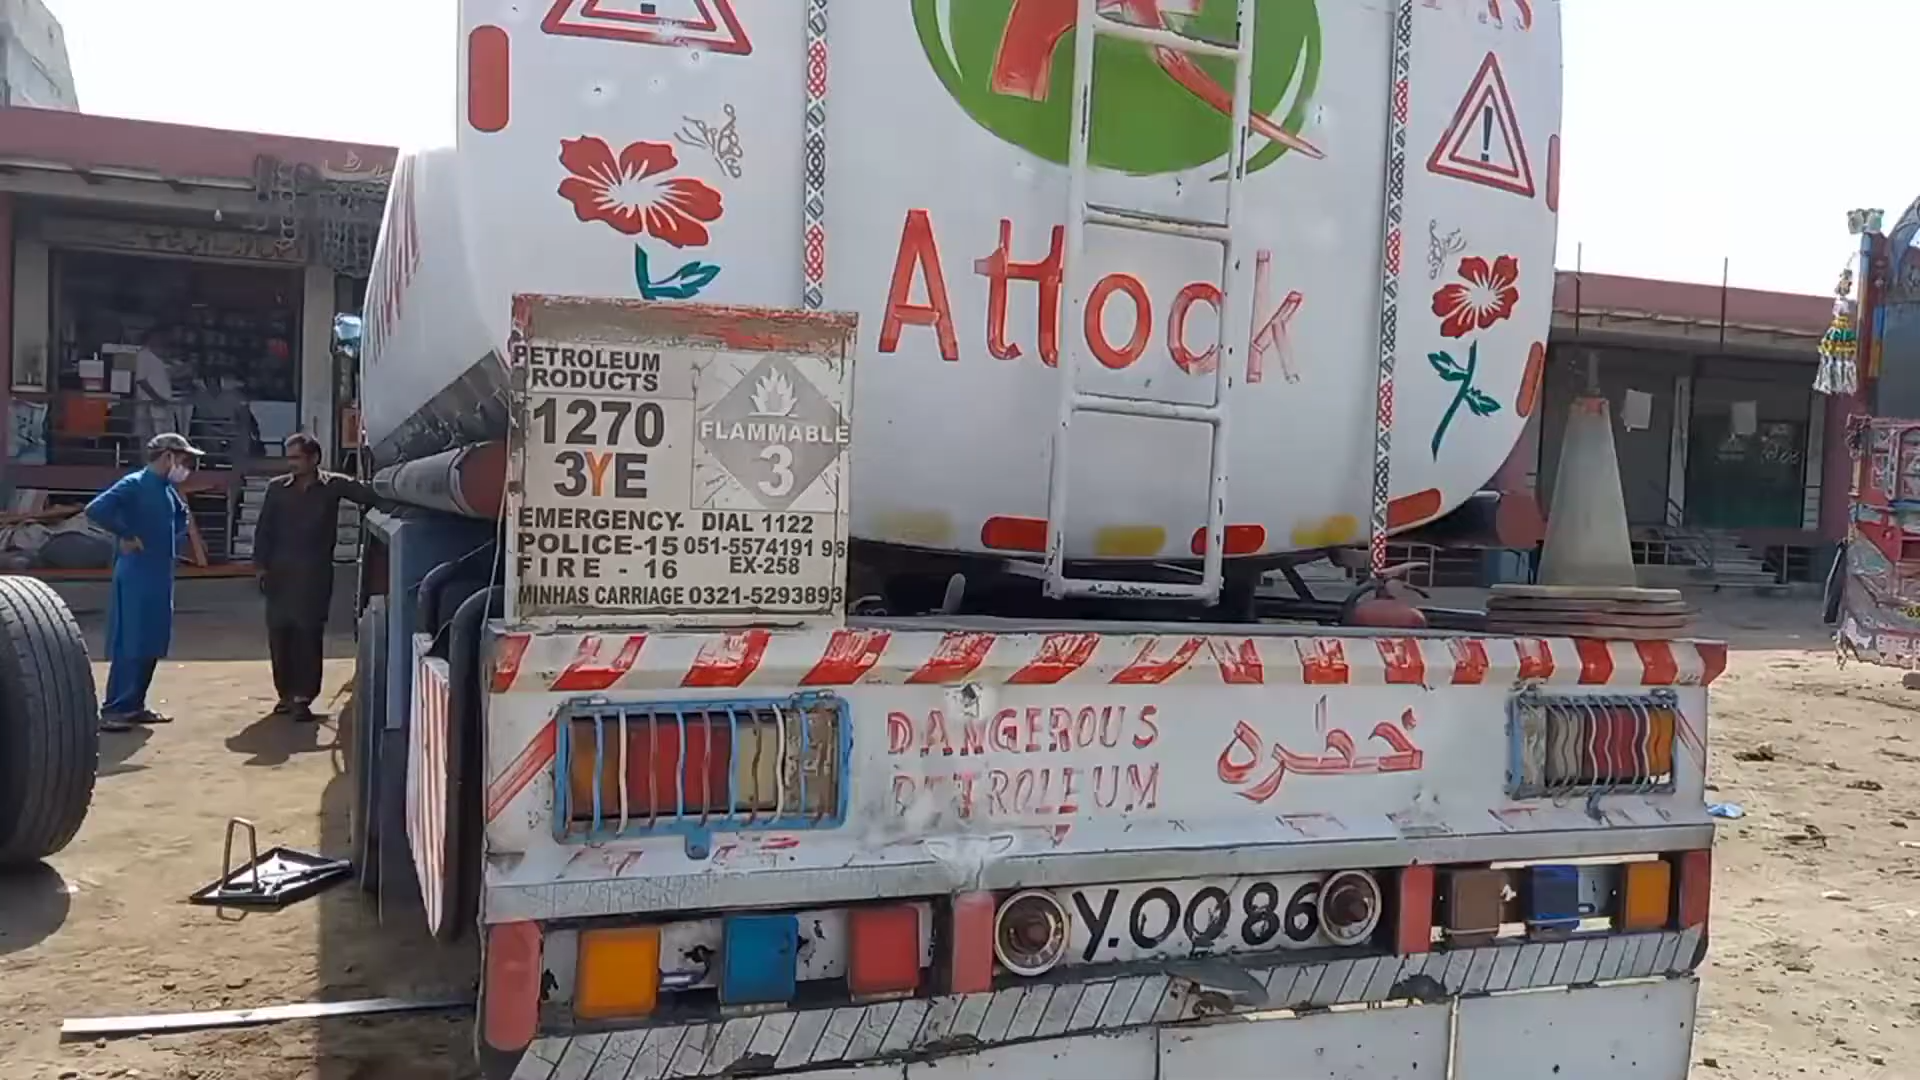 Attock
PETROLEUM
PRODUCTS
1270
3YE
FLAMMABLE
3
EMERGENCY- DIAL 1122
POLICE-15 051-5574191 96
FIRE - 16 EX-258
MINHAS CARRIAGE 0321-5293893
DANGEROUS
PETROLEUM
خطره
Y.0086